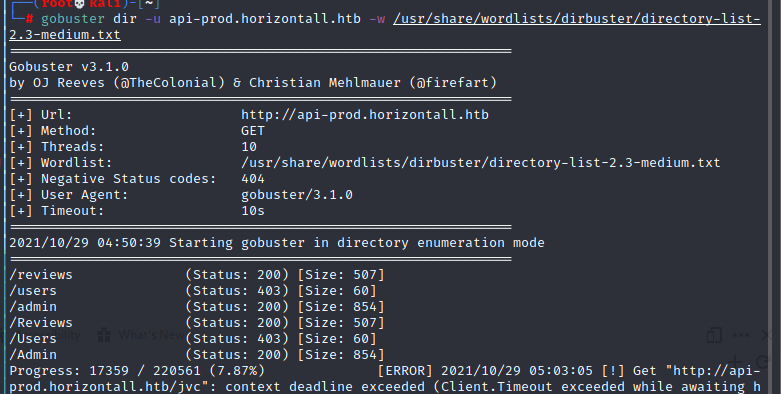 (root💀kali)-[~]
# gobuster dir -u api-prod.horizontall.htb -w /usr/share/wordlists/dirbuster/directory-list-
2.3-medium.txt
===============================================================
Gobuster v3.1.0
by OJ Reeves (@TheColonial) & Christian Mehlmauer (@firefart)
===============================================================
[+] Url: http://api-prod.horizontall.htb
[+] Method: GET
[+] Threads: 10
[+] Wordlist: /usr/share/wordlists/dirbuster/directory-list-2.3-medium.txt
[+] Negative Status codes: 404
[+] User Agent: gobuster/3.1.0
[+] Timeout: 10s
===============================================================
2021/10/29 04:50:39 Starting gobuster in directory enumeration mode
===============================================================
/reviews (Status: 200) [Size: 507]
/users (Status: 403) [Size: 60]
/admin (Status: 200) [Size: 854]
/Reviews (Status: 200) [Size: 507]
What's New
/Users (Status: 403) [Size: 60]
/Admin (Status: 200) [Size: 854]
Progress: 17359 / 220561 (7.87%) [ERROR] 2021/10/29 05:03:05 [!] Get "http://api-
prod.horizontall.htb/jvc": context deadline exceeded (Client.Timeout exceeded while awaiting h